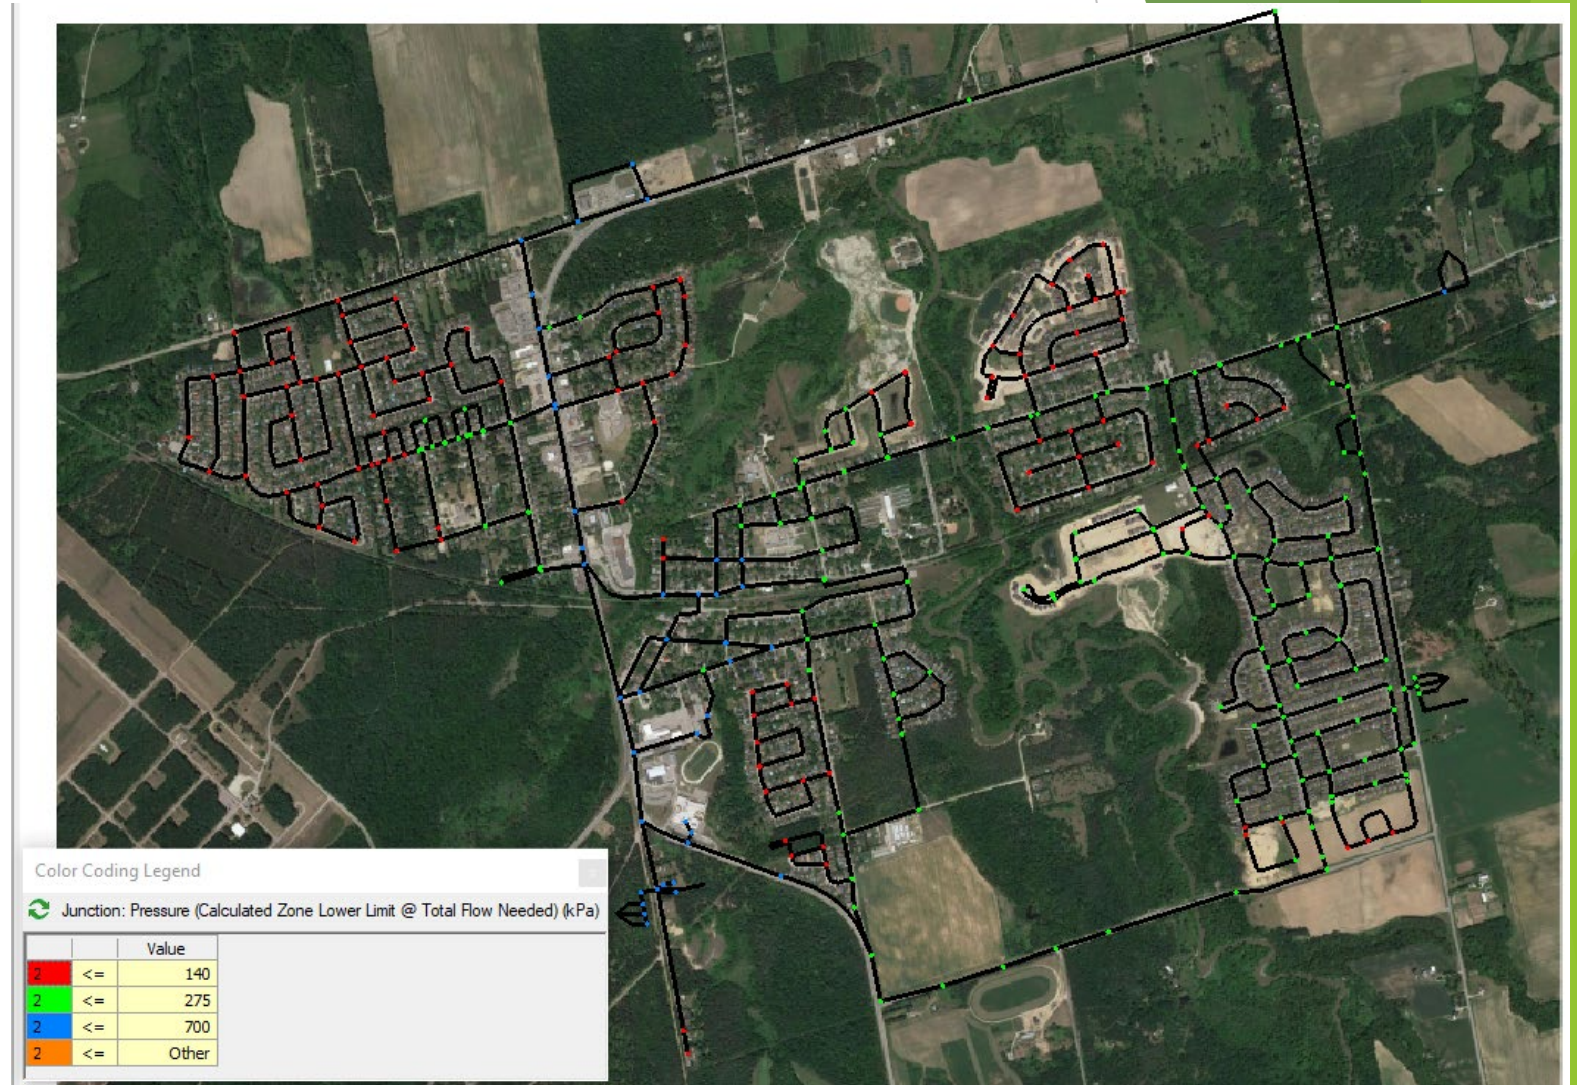 Color Coding Legend
x
Junction: Pressure (Calculated Zone Lower Limit @ Total Flow Needed) (kPa)
Value
2 <= 140
2 <= 275
2 <= 700
2 <= Other